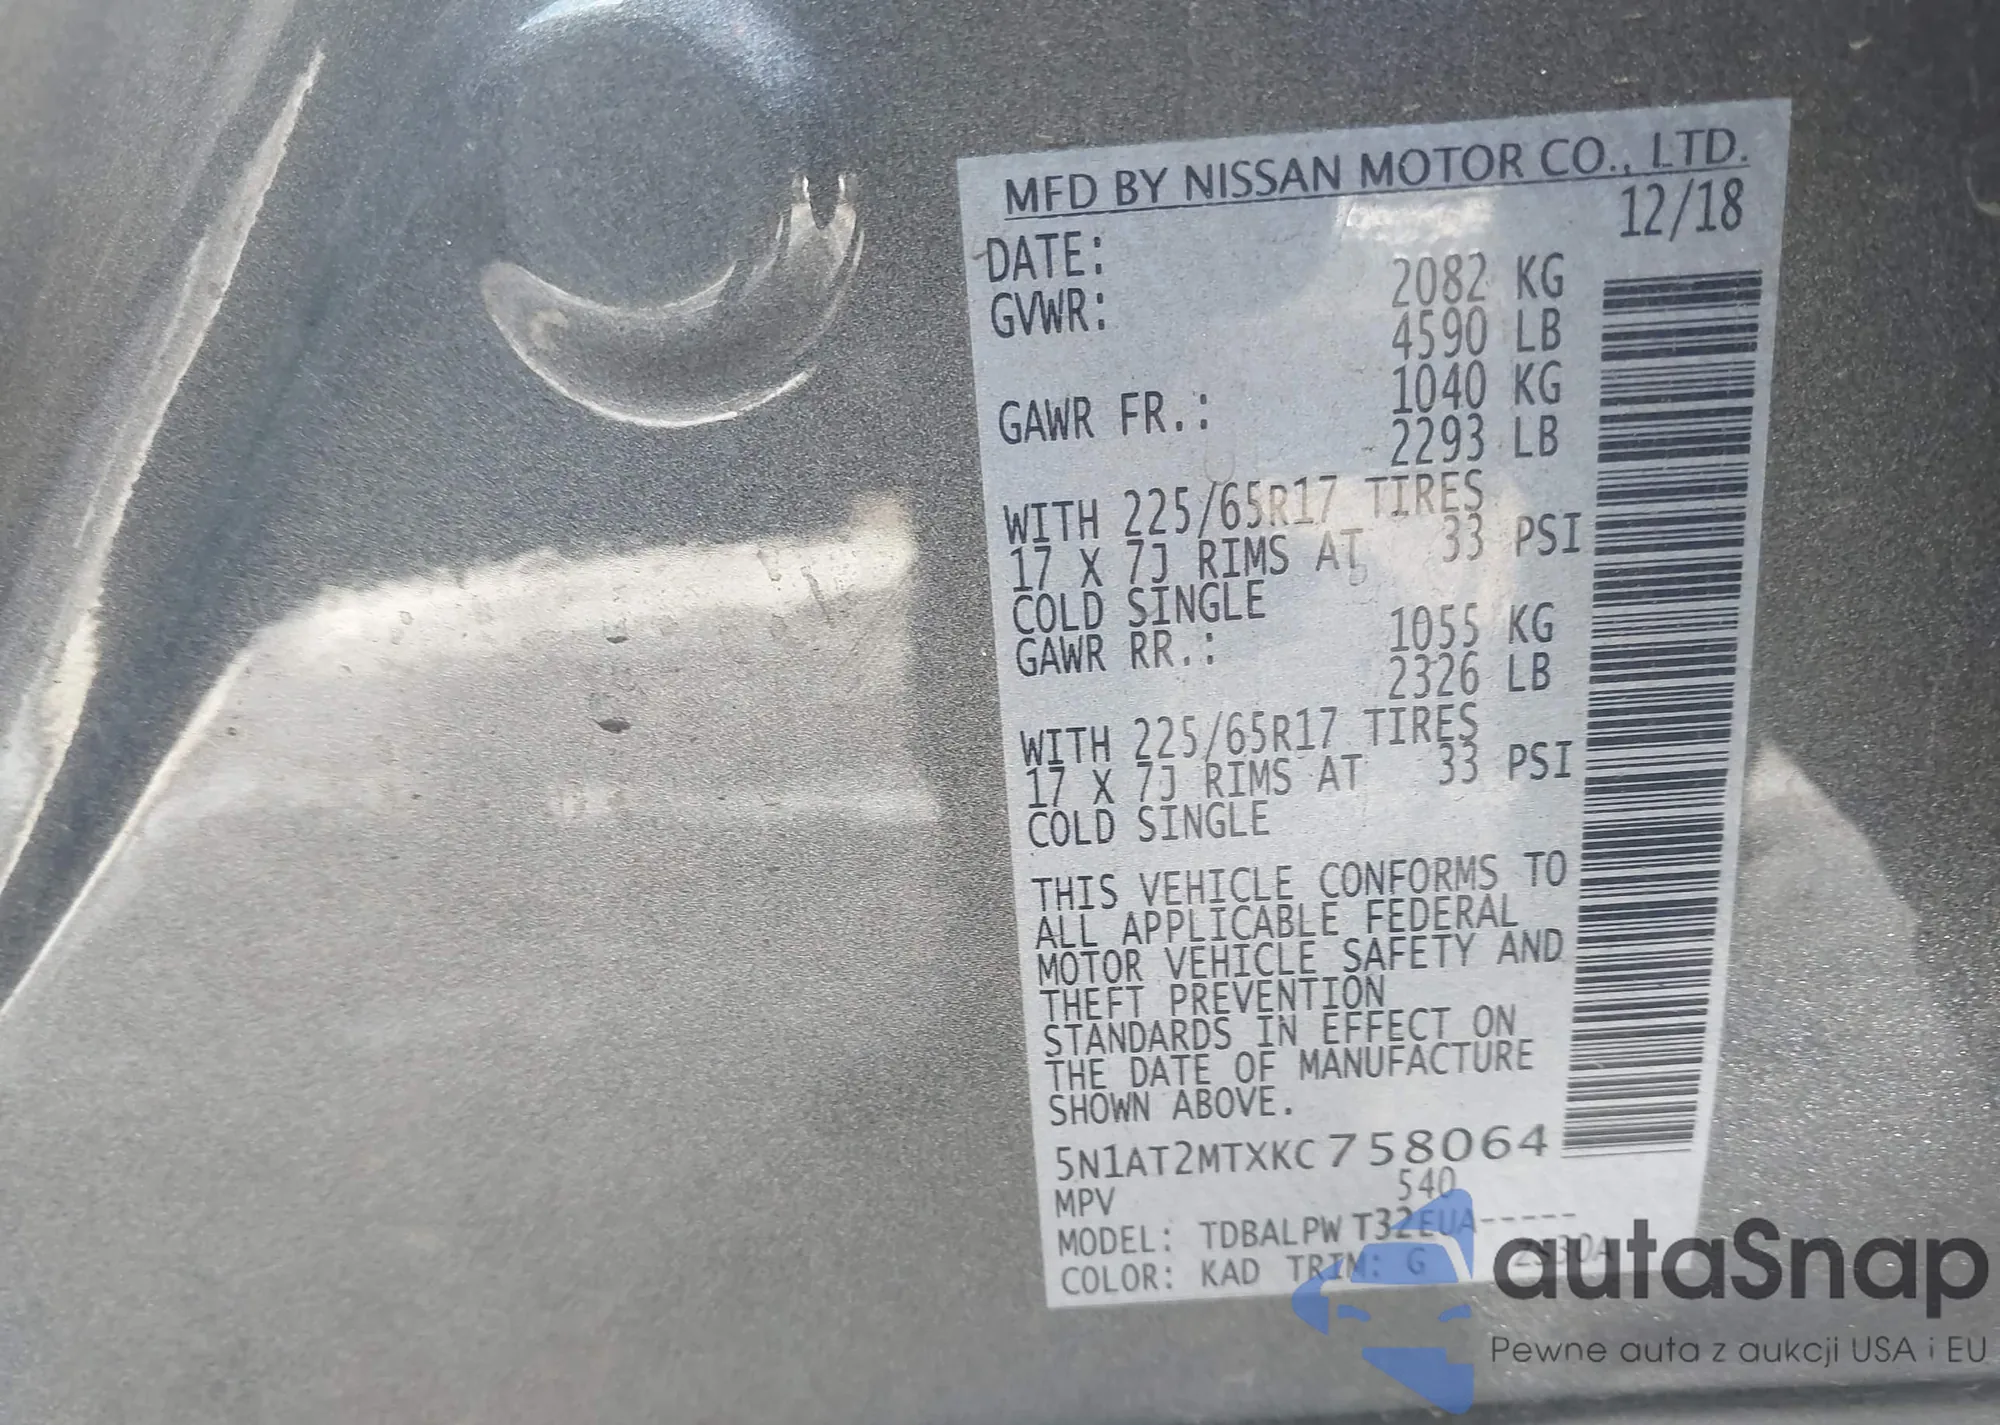 MFD BY NISSAN MOTOR CO., LTD.
DATE: 12/18
GVWR: 2082 KG
4590 LB
GAWR FR.: 1040 KG
2293 LB
WITH 225/65R17 TIRES
17 X 7J RIMS AT 33 PSI
COLD SINGLE
GAWR RR.: 1055 KG
2326 LB
WITH 225/65R17 TIRES
17 X 7J RIMS AT 33 PSI
COLD SINGLE
THIS VEHICLE CONFORMS TO
ALL APPLICABLE FEDERAL
MOTOR VEHICLE SAFETY AND
THEFT PREVENTION
STANDARDS IN EFFECT ON
THE DATE OF MANUFACTURE
SHOWN ABOVE.
5N1AT2MTXKC758064
MPV 540
MODEL: TDBALPWT32EUA-----
COLOR: KAD TRIM: G
autaSnap
Pewne auta z aukcji USA i EU